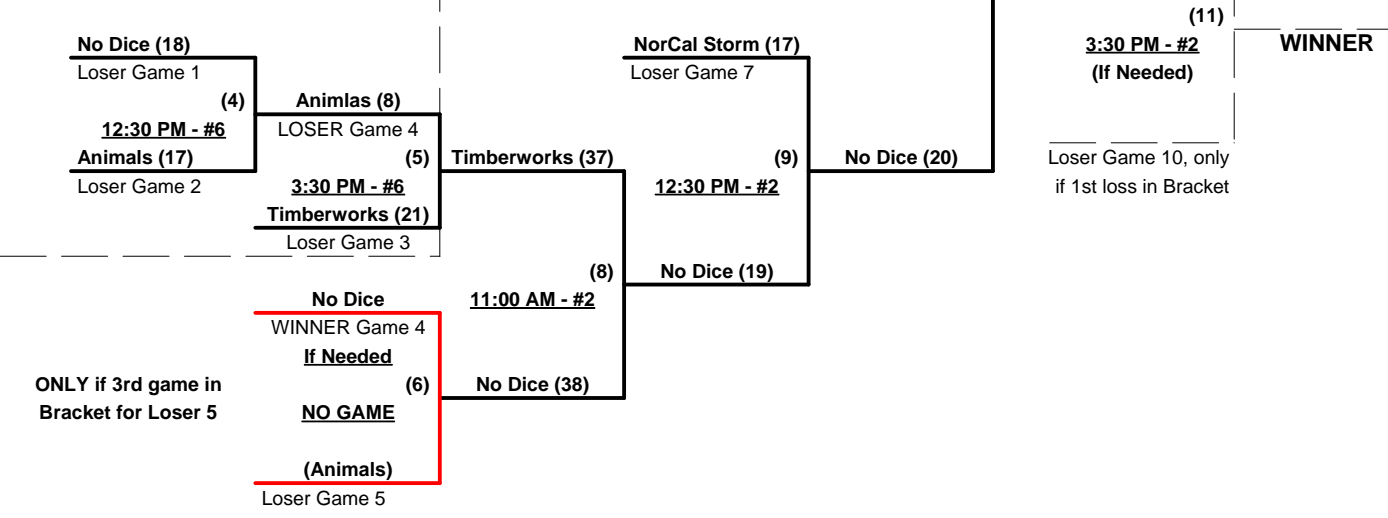 (11)
No Dice (18)
NorCal Storm (17)
3:30 PM - #2
WINNER
Loser Game 1
Loser Game 7
(If Needed)
(4)
Animlas (8)
12:30 PM - #6
LOSER Game 4
Animals (17)
(5)
Timberworks (37)
(9)
No Dice (20)
Loser Game 10, only
Loser Game 2
3:30 PM - #6
12:30 PM - #2
if 1st loss in Bracket
Timberworks (21)
Loser Game 3
(8)
No Dice (19)
No Dice
11:00 AM - #2
WINNER Game 4
If Needed
ONLY if 3rd game in
(6)
No Dice (38)
Bracket for Loser 5
NO GAME
(Animals)
Loser Game 5